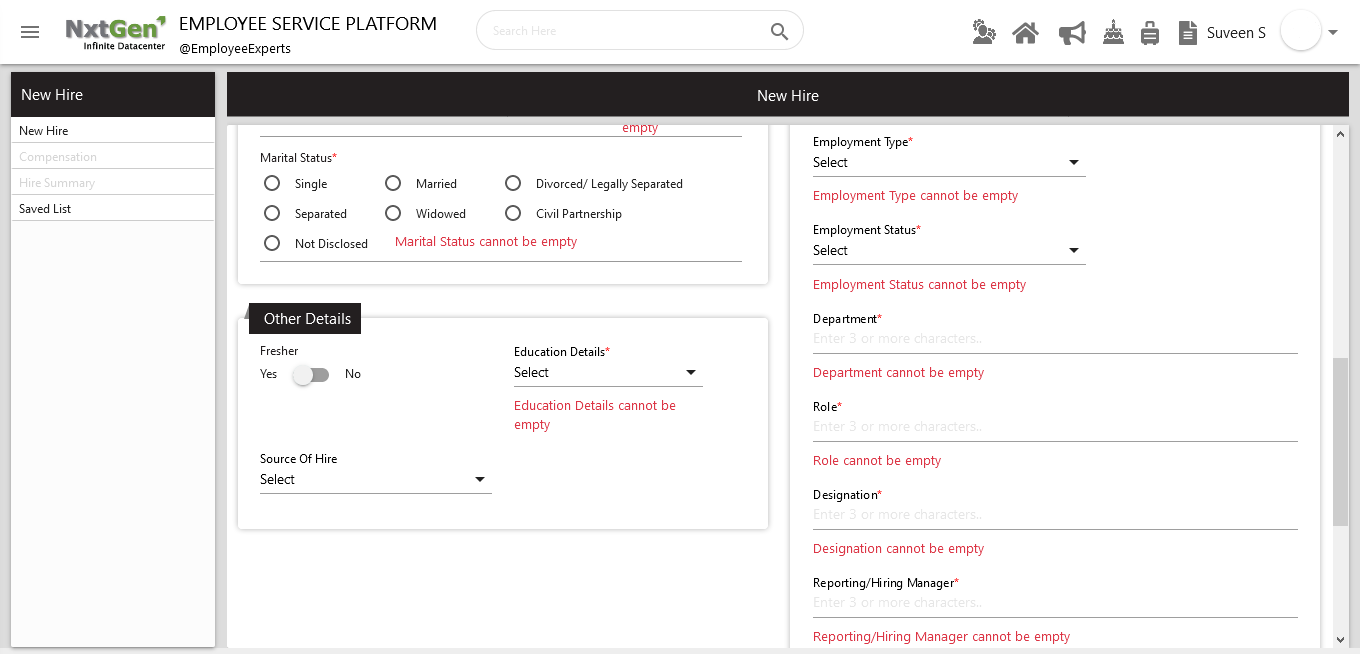 NxtGen
Infinite Datacenter
EMPLOYEE SERVICE PLATFORM
@EmployeeExperts
Search Here
Suveen S
New Hire
New Hire
Compensation
Hire Summary
Saved List
New Hire
empty
Marital Status*
Single Married Divorced/ Legally Separated
Separated Widowed Civil Partnership
Not Disclosed Marital Status cannot be empty
Other Details
Fresher
Yes No
Education Details*
Select
Education Details cannot be
empty
Source Of Hire
Select
Employment Type*
Select
Employment Type cannot be empty
Employment Status*
Select
Employment Status cannot be empty
Department*
Enter 3 or more characters..
Department cannot be empty
Role*
Enter 3 or more characters..
Role cannot be empty
Designation*
Enter 3 or more characters..
Designation cannot be empty
Reporting/Hiring Manager*
Enter 3 or more characters..
Reporting/Hiring Manager cannot be empty